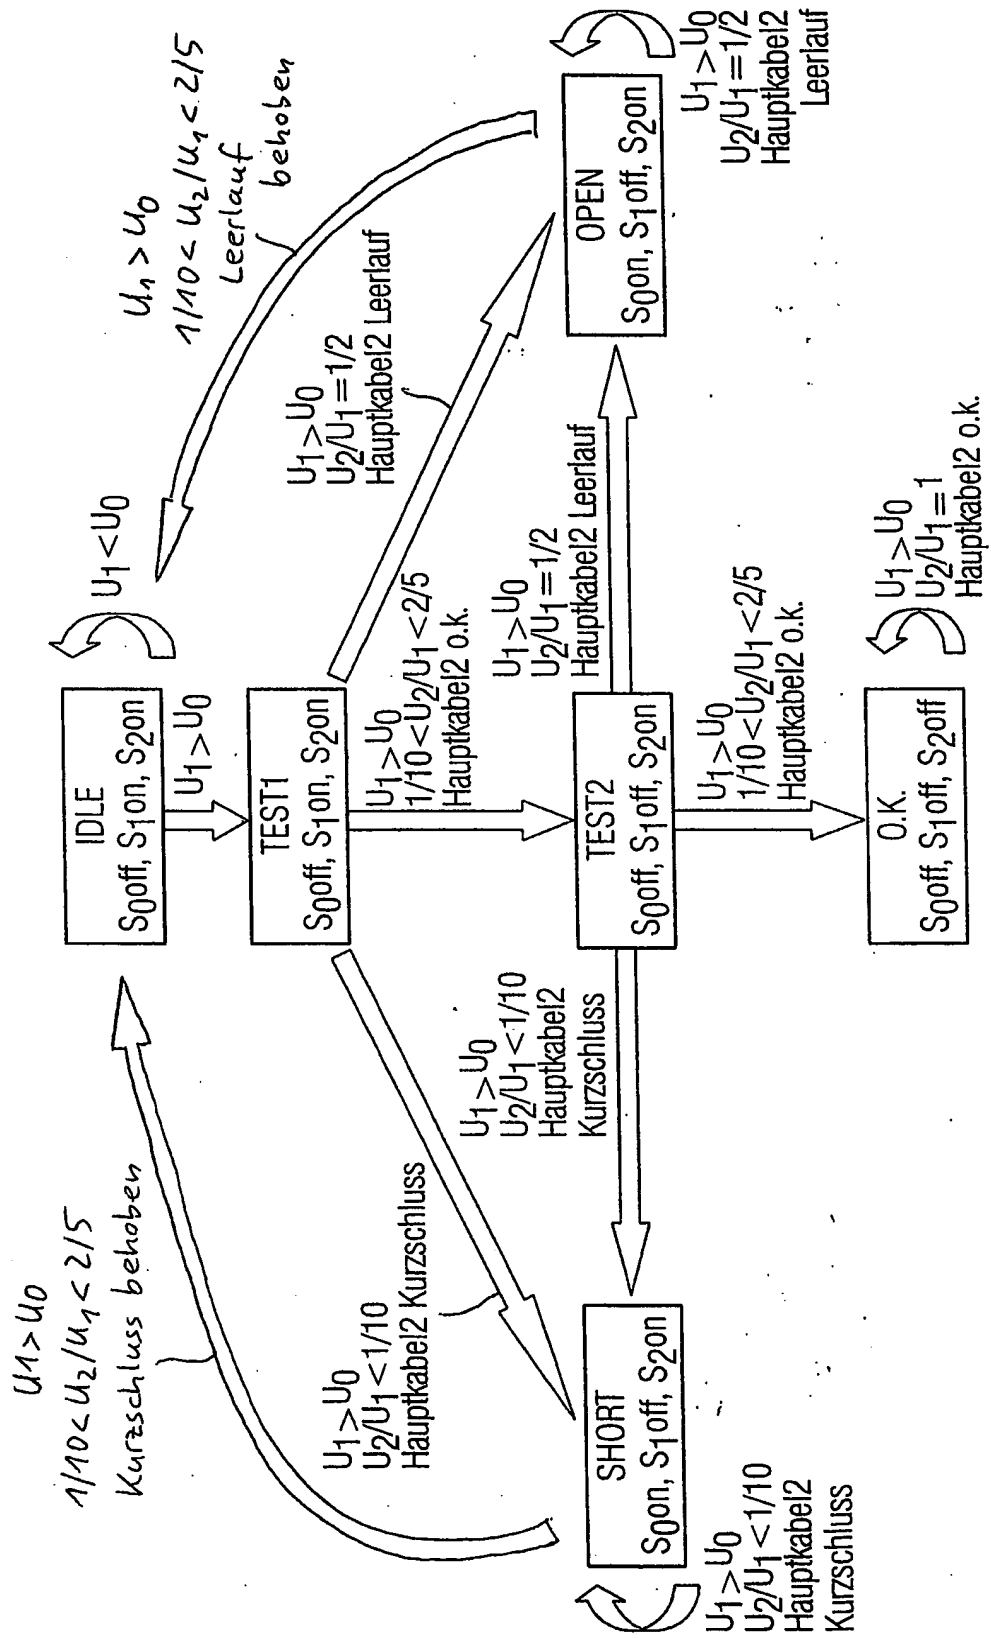 U1>U0
1/10<U2/U1<2/5
Kurzschluss behoben
U1>U0
1/10<U2/U1<2/5
Leerlauf
behoben
IDLE
S0off, S1on, S2on
U1<U0
U1>U0
TEST1
S0off, S1on, S2on
U1>U0
U2/U1<1/10
Hauptkabel2 Kurzschluss
U1>U0
1/10<U2/U1<2/5
Hauptkabel2 o.k.
U1>U0
U2/U1=1/2
Hauptkabel2 Leerlauf
U1>U0
U2/U1<1/10
Hauptkabel2
Kurzschluss
U1>U0
U2/U1=1/2
Hauptkabel2 Leerlauf
SHORT
S0on, S1off, S2on
TEST2
S0off, S1off, S2on
OPEN
S0on, S1off, S2on
U1>U0
U2/U1<1/10
Hauptkabel2
Kurzschluss
U1>U0
1/10<U2/U1<2/5
Hauptkabel2 o.k.
U1>U0
U2/U1=1/2
Hauptkabel2
Leerlauf
O.K.
S0off, S1off, S2off
U1>U0
U2/U1=1
Hauptkabel2 o.k.